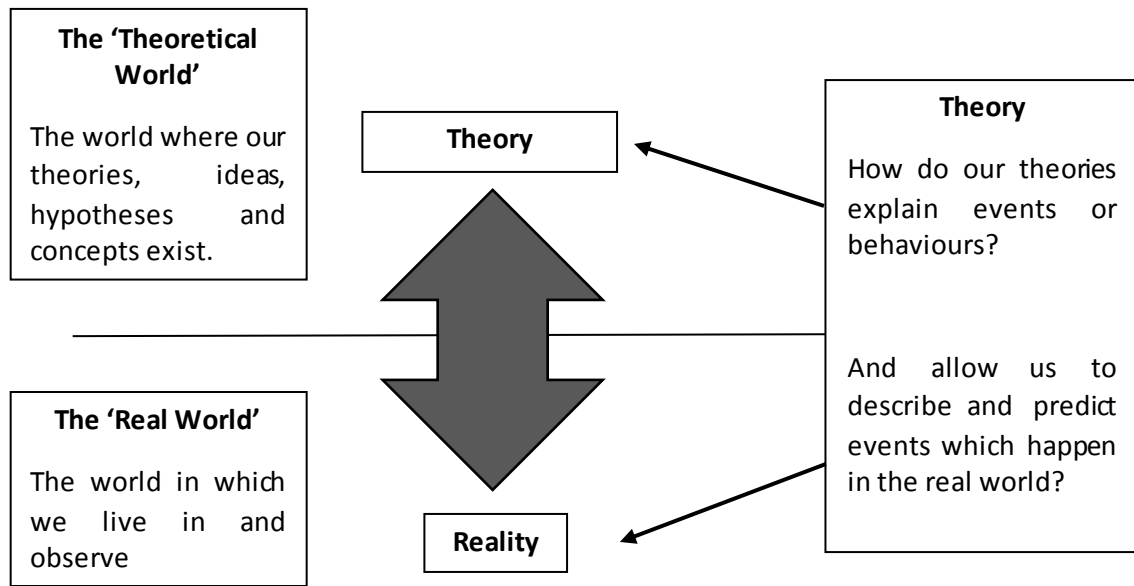 The ‘Theoretical
World’
The world where our
theories, ideas,
hypotheses and
concepts exist.
Theory
Theory
How do our theories
explain events or
behaviours?
And allow us to
describe and predict
events which happen
in the real world?
The ‘Real World’
The world in which
we live in and
observe
Reality